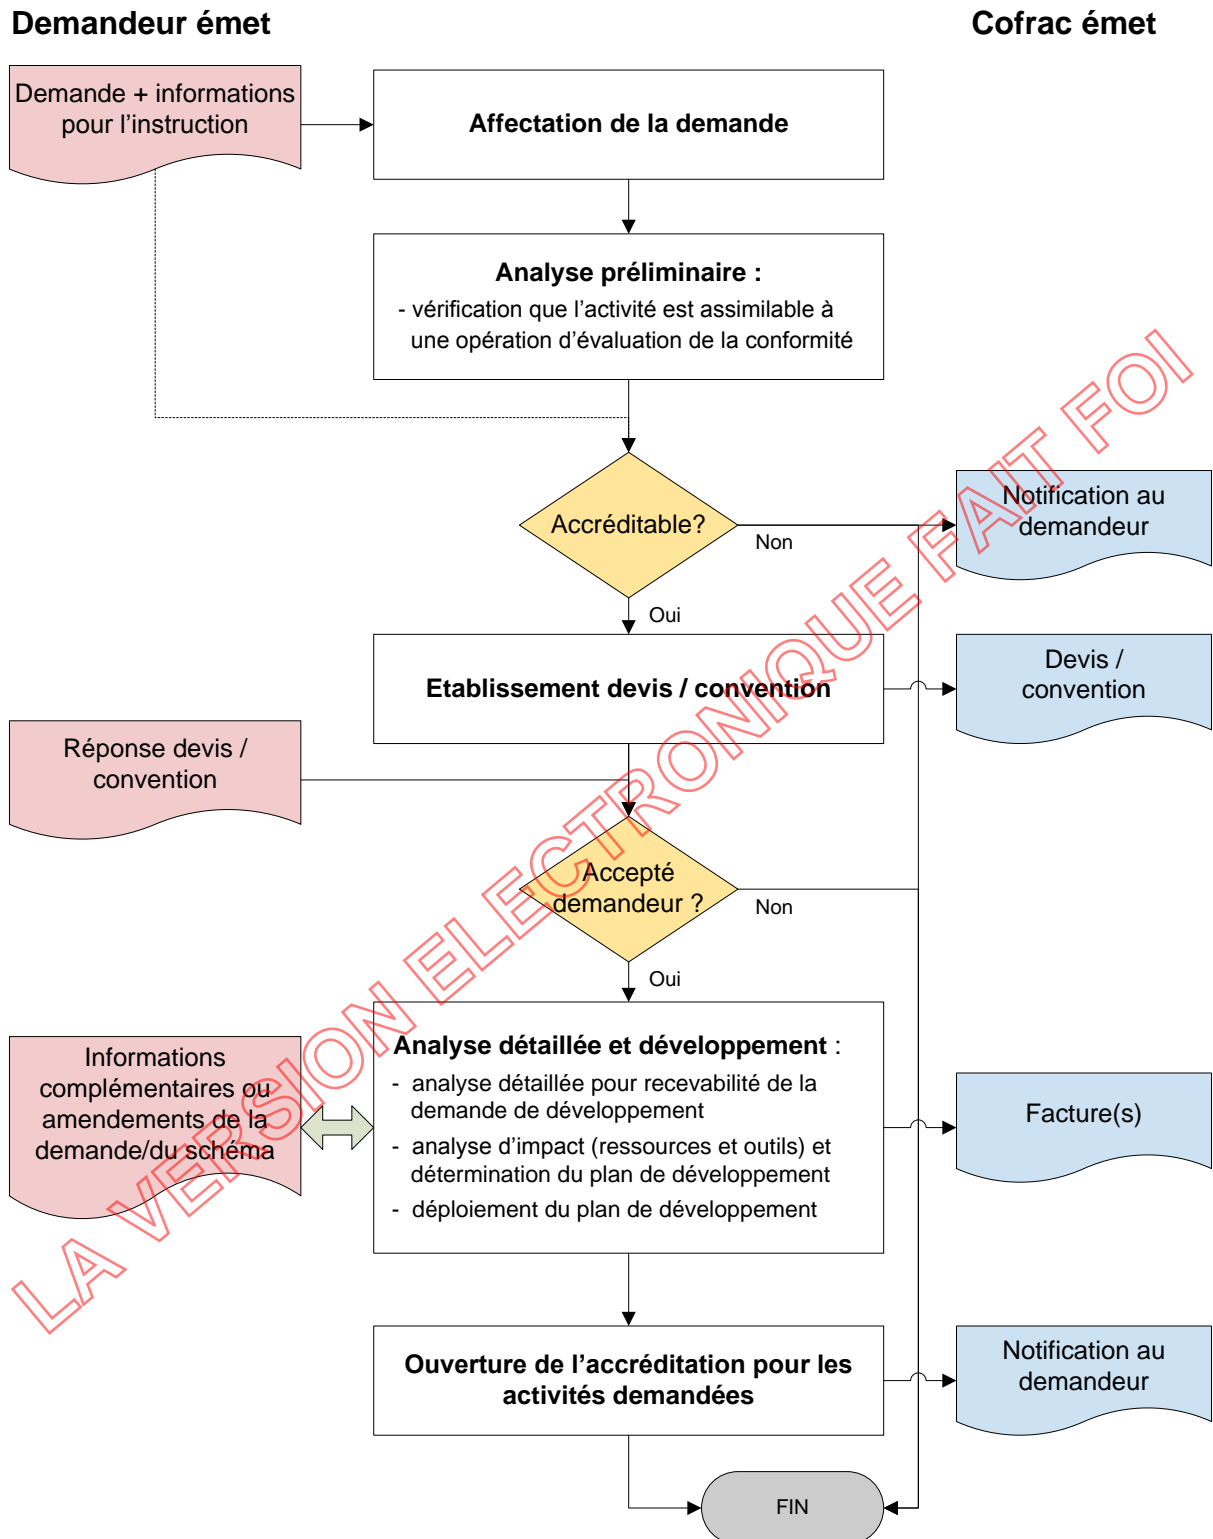 Demandeur émet
Cofrac émet
Demande + informations
pour l’instruction
Affectation de la demande
Analyse préliminaire :
- vérification que l’activité est assimilable à
une opération d’évaluation de la conformité
Accréditable?
Non
Notification au
demandeur
Oui
Etablissement devis / convention
Devis /
convention
Réponse devis /
convention
Accepté
demandeur ?
Non
Oui
Informations
complémentaires ou
amendements de la
demande/du schéma
Analyse détaillée et développement :
- analyse détaillée pour recevabilité de la
demande de développement
- analyse d’impact (ressources et outils) et
détermination du plan de développement
- déploiement du plan de développement
Facture(s)
Ouverture de l’accréditation pour les
activités demandées
Notification au
demandeur
FIN
LA VERSION ELECTRONIQUE FAIT FOI